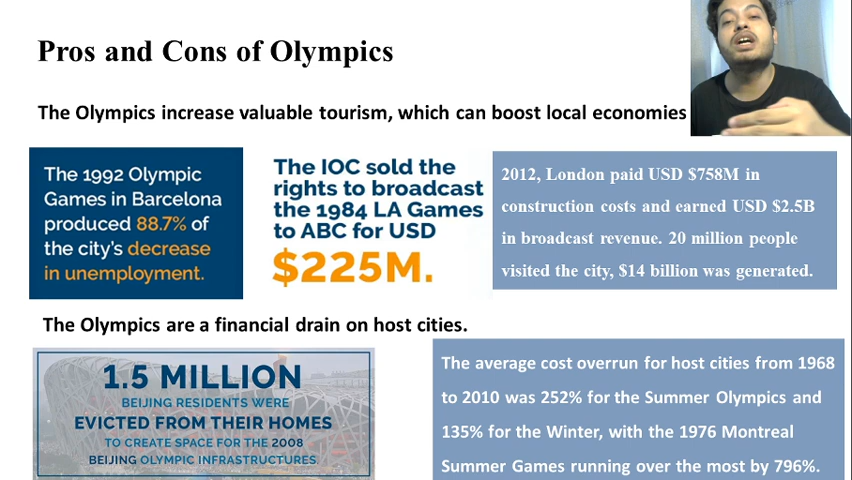 Pros and Cons of Olympics
The Olympics increase valuable tourism, which can boost local economies
The 1992 Olympic
Games in Barcelona
produced 88.7% of
the city's decrease
in unemployment.
The IOC sold the
rights to broadcast
the 1984 LA Games
to ABC for USD
$225M.
2012, London paid USD $758M in
construction costs and earned USD $2.5B
in broadcast revenue. 20 million people
visited the city, $14 billion was generated.
The Olympics are a financial drain on host cities.
1.5 MILLION
BEIJING RESIDENTS WERE
EVICTED FROM THEIR HOMES
TO CREATE SPACE FOR THE 2008
BEIJING OLYMPIC INFRASTRUCTURES.
The average cost overrun for host cities from 1968
to 2010 was 252% for the Summer Olympics and
135% for the Winter, with the 1976 Montreal
Summer Games running over the most by 796%.